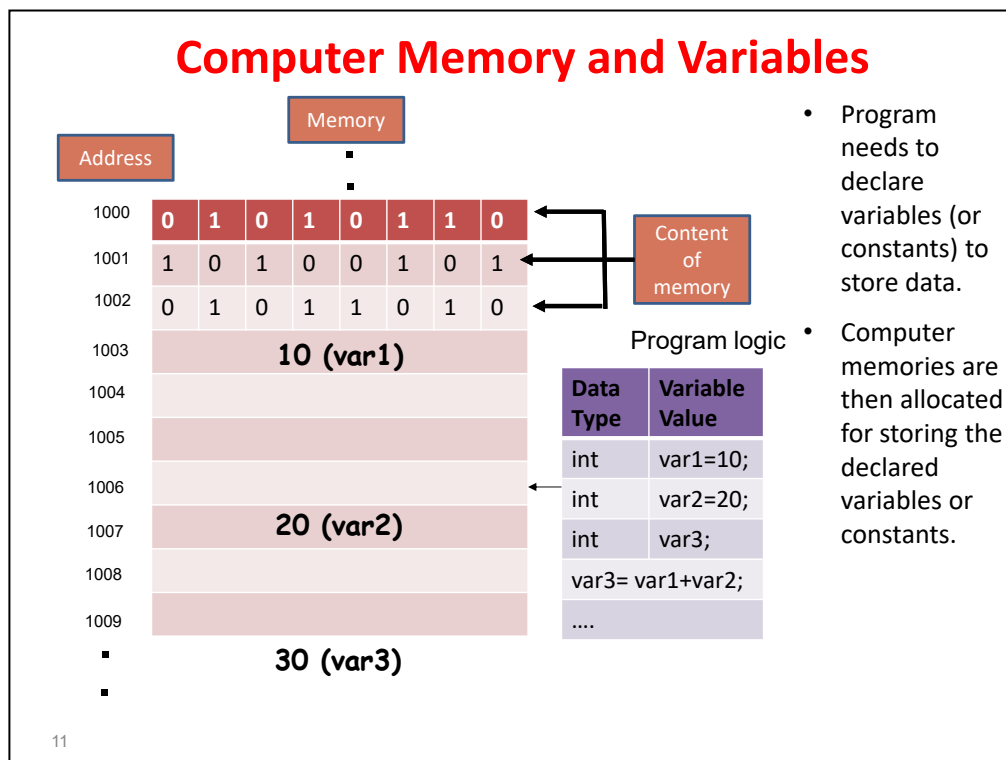 Computer Memory and Variables
Memory
Address
1000 0 1 0 1 0 1 1 0
1001 1 0 1 0 0 1 0 1
1002 0 1 0 1 1 0 1 0
1003 10 (var1)
1004
1005
1006
1007 20 (var2)
1008
1009
30 (var3)
Content
of
memory
Program logic
Data Variable
Type Value
int var1=10;
int var2=20;
int var3;
var3= var1+var2;
....
• Program
needs to
declare
variables (or
constants) to
store data.
• Computer
memories are
then allocated
for storing the
declared
variables or
constants.
11